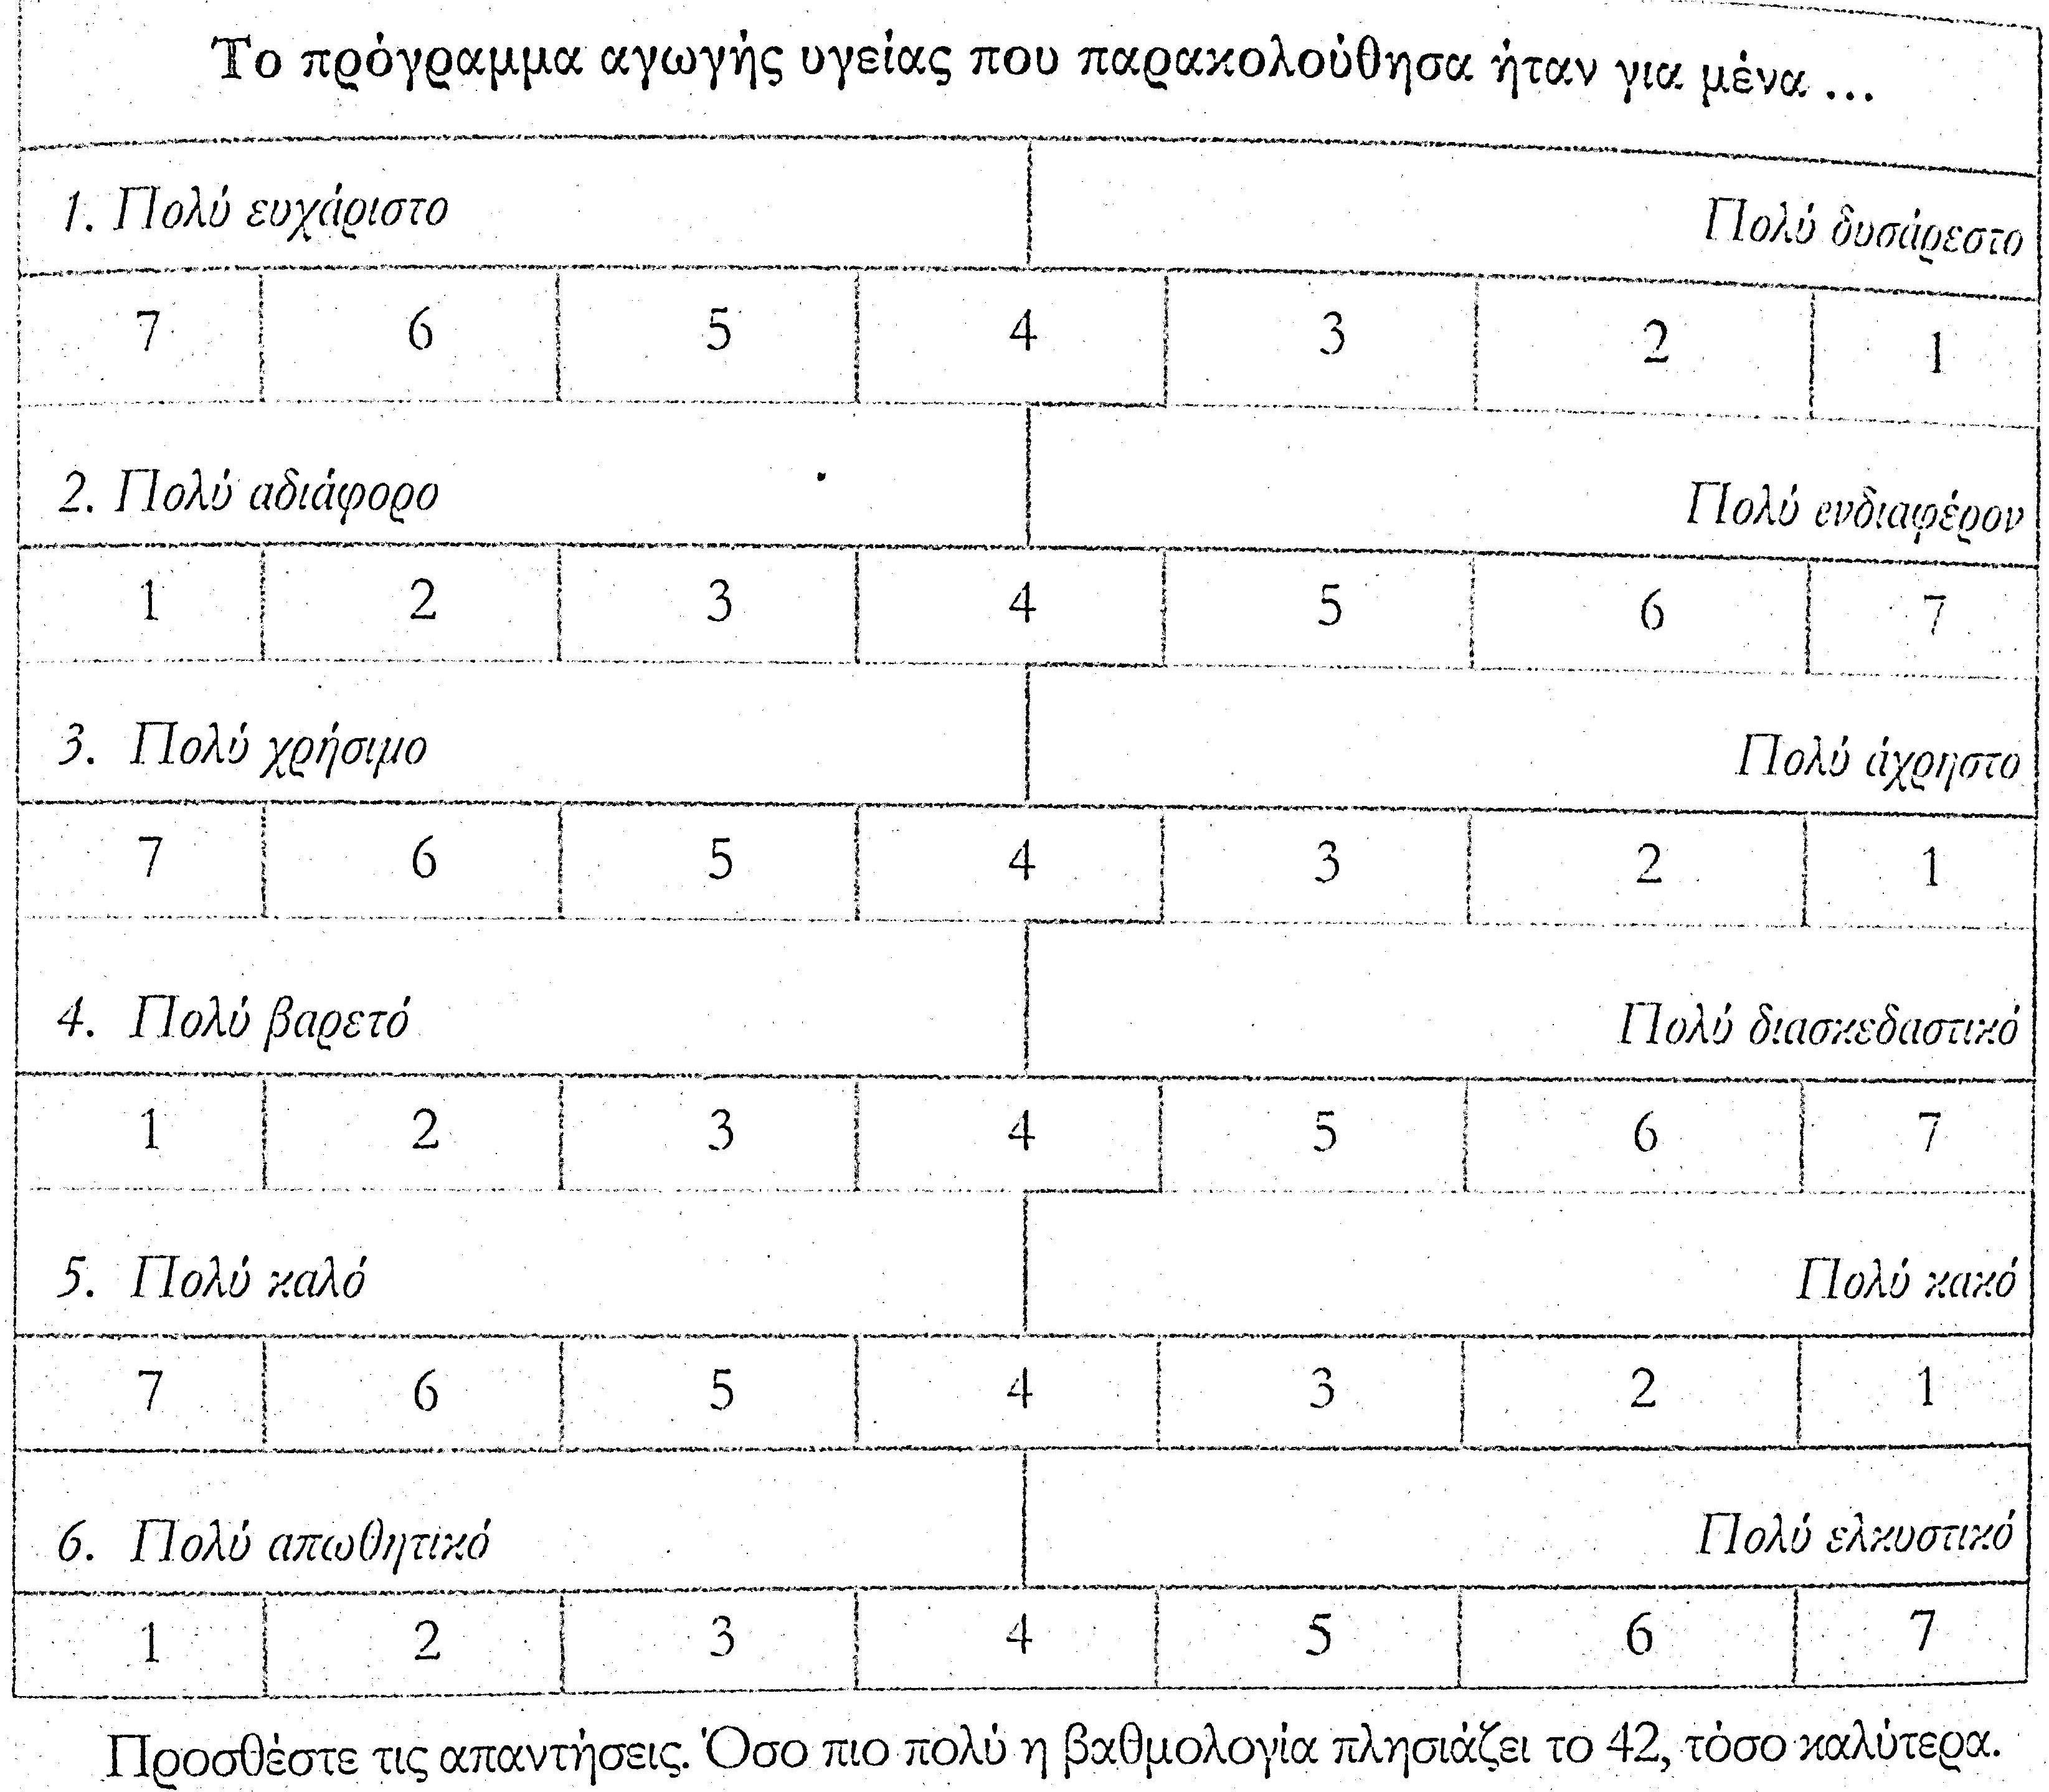 Το πρόγραμμα αγωγής υγείας που παρακολούθησα ήταν για μένα ...
1. Πολύ ευχάριστο Πολύ δυσάρεστο
7 6 5 4 3 2 1
2. Πολύ αδιάφορο Πολύ ενδιαφέρον
1 2 3 4 5 6 7
3. Πολύ χρήσιμο Πολύ άχρηστο
7 6 5 4 3 2 1
4. Πολύ βαρετό Πολύ διασκεδαστικό
1 2 3 4 5 6 7
5. Πολύ καλό Πολύ κακό
7 6 5 4 3 2 1
6. Πολύ απωθητικό Πολύ ελκυστικό
1 2 3 4 5 6 7
Προσθέστε τις απαντήσεις. Όσο πιο πολύ η βαθμολογία πλησιάζει το 42, τόσο καλύτερα.